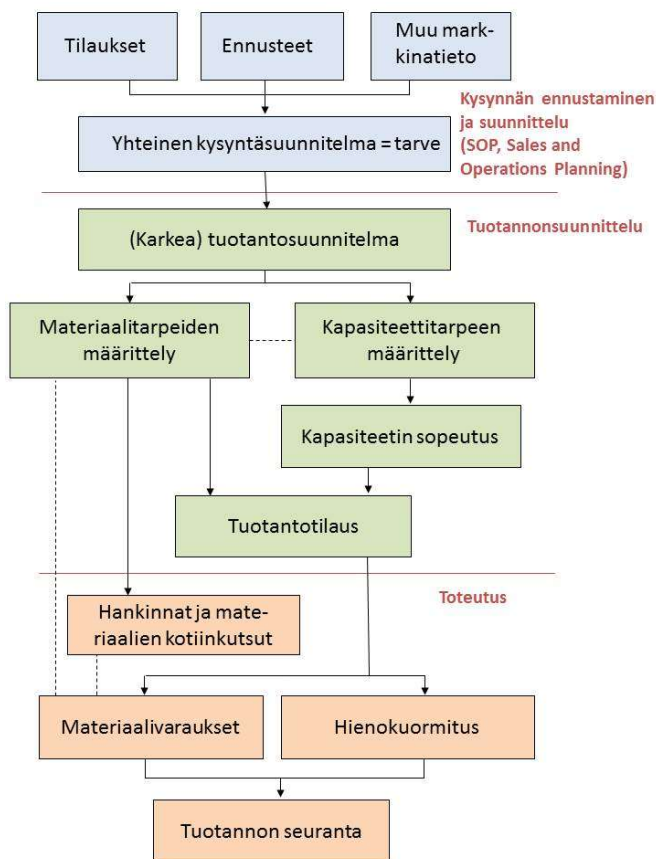 Tilaukset
Ennusteet
Muu mark-
kinatieto
Kysynnän ennustaminen
ja suunnittelu
(SOP, Sales and
Operations Planning)
Yhteinen kysyntäsuunnitelma = tarve
Tuotannonsuunnittelu
(Karkea) tuotantosuunnitelma
Materiaalitarpeiden
määrittely
Kapasiteettitarpeen
määrittely
Kapasiteetin sopeutus
Tuotantotilaus
Toteutus
Hankinnat ja mate-
riaalien kotiinkutsut
Materiaalivaraukset
Hienokuormitus
Tuotannon seuranta